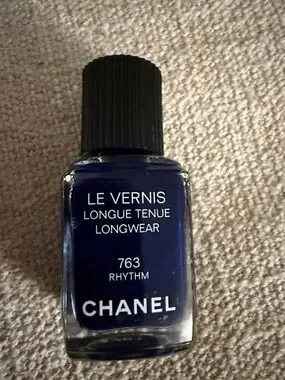 LE VERNIS
LONGUE TENUE
LONGWEAR
763
RHYTHM
CHANEL